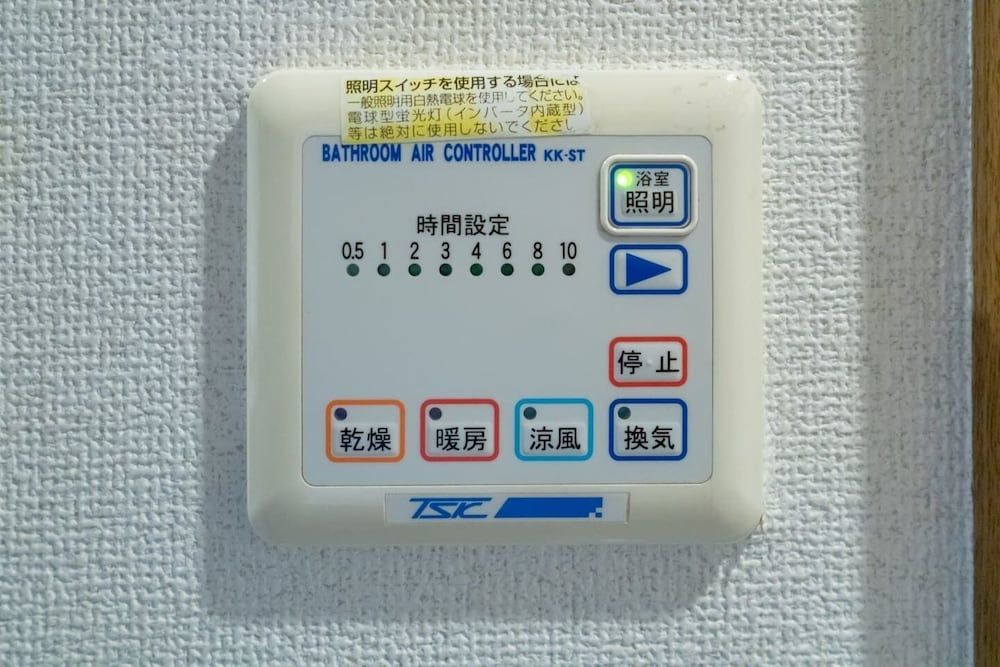 照明スイッチを使用する場合には
一般照明用白熱電球を使用してください。
電球型蛍光灯(インバータ内蔵型)
等は絶対に使用しないでください
BATHROOM AIR CONTROLLER KK-ST
浴室
照明
時間設定
0.5 1 2 3 4 6 8 10
停止
乾燥 暖房 涼風 換気
TSK